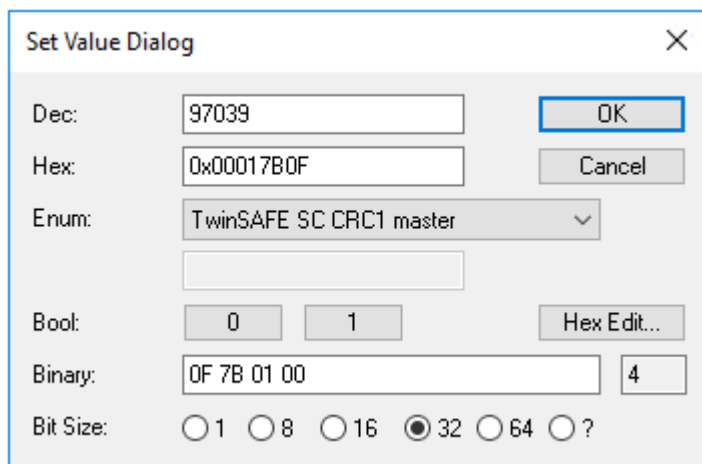 Set Value Dialog
Dec: 97039 OK
Hex: 0x00017B0F Cancel
Enum: TwinSAFE SC CRC1 master
Bool: 0 1 Hex Edit...
Binary: 0F 7B 01 00 4
Bit Size: 1 8 16 32 64 ?